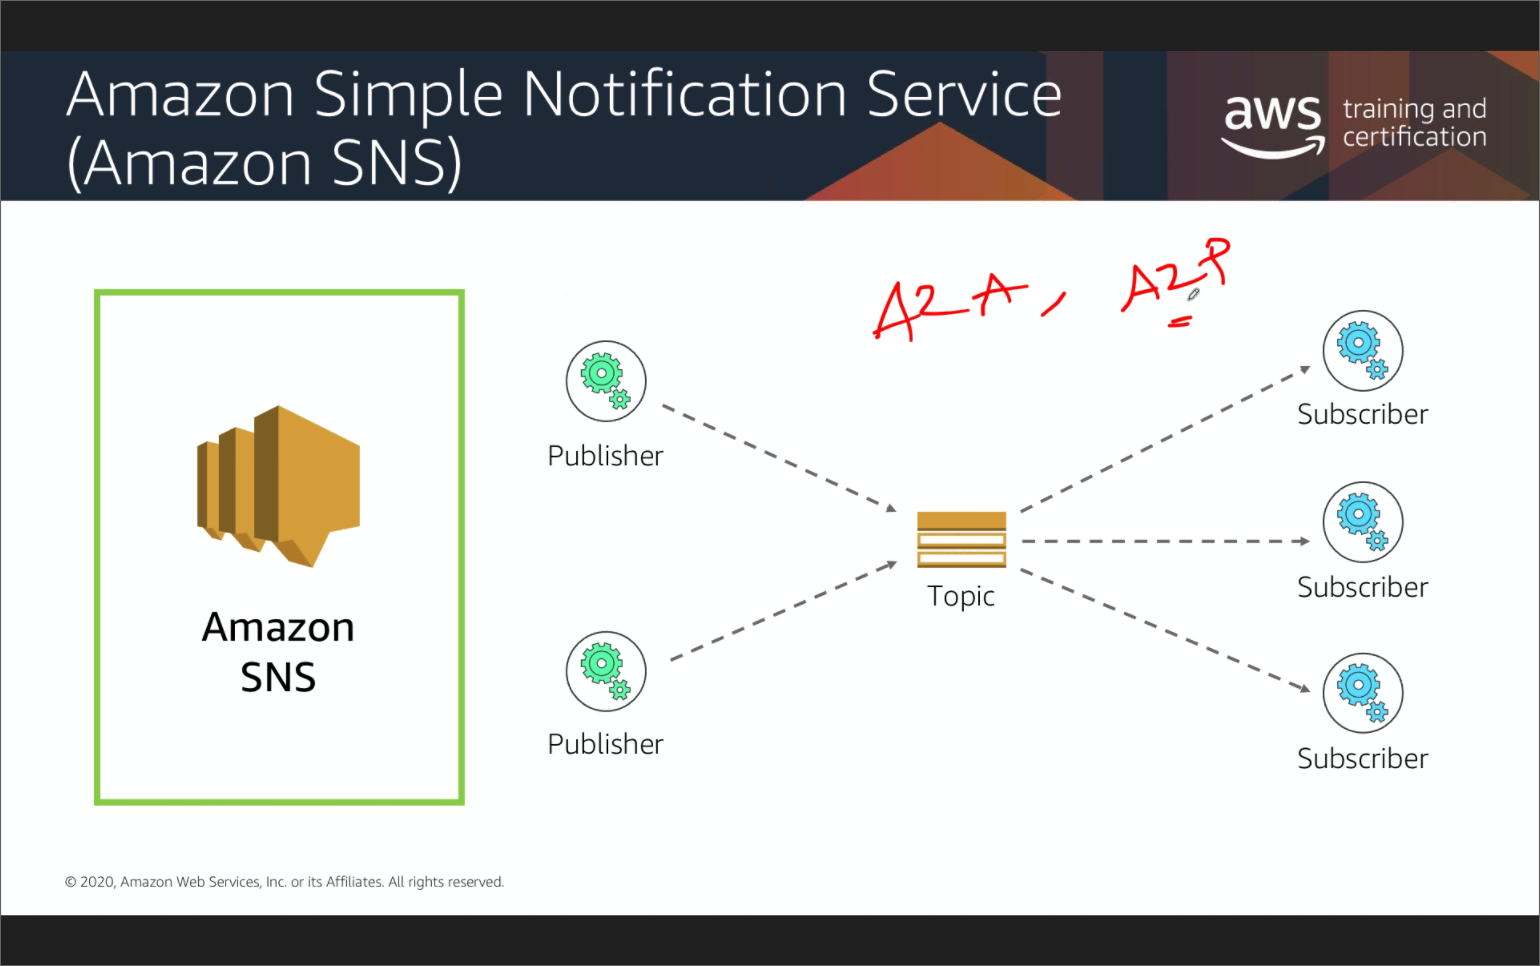 Amazon Simple Notification Service
(Amazon SNS)
aws training and
certification
A2A, A2P
Publisher
Subscriber
Amazon
SNS
Topic
Subscriber
Publisher
Subscriber
© 2020, Amazon Web Services, Inc. or its Affiliates. All rights reserved.